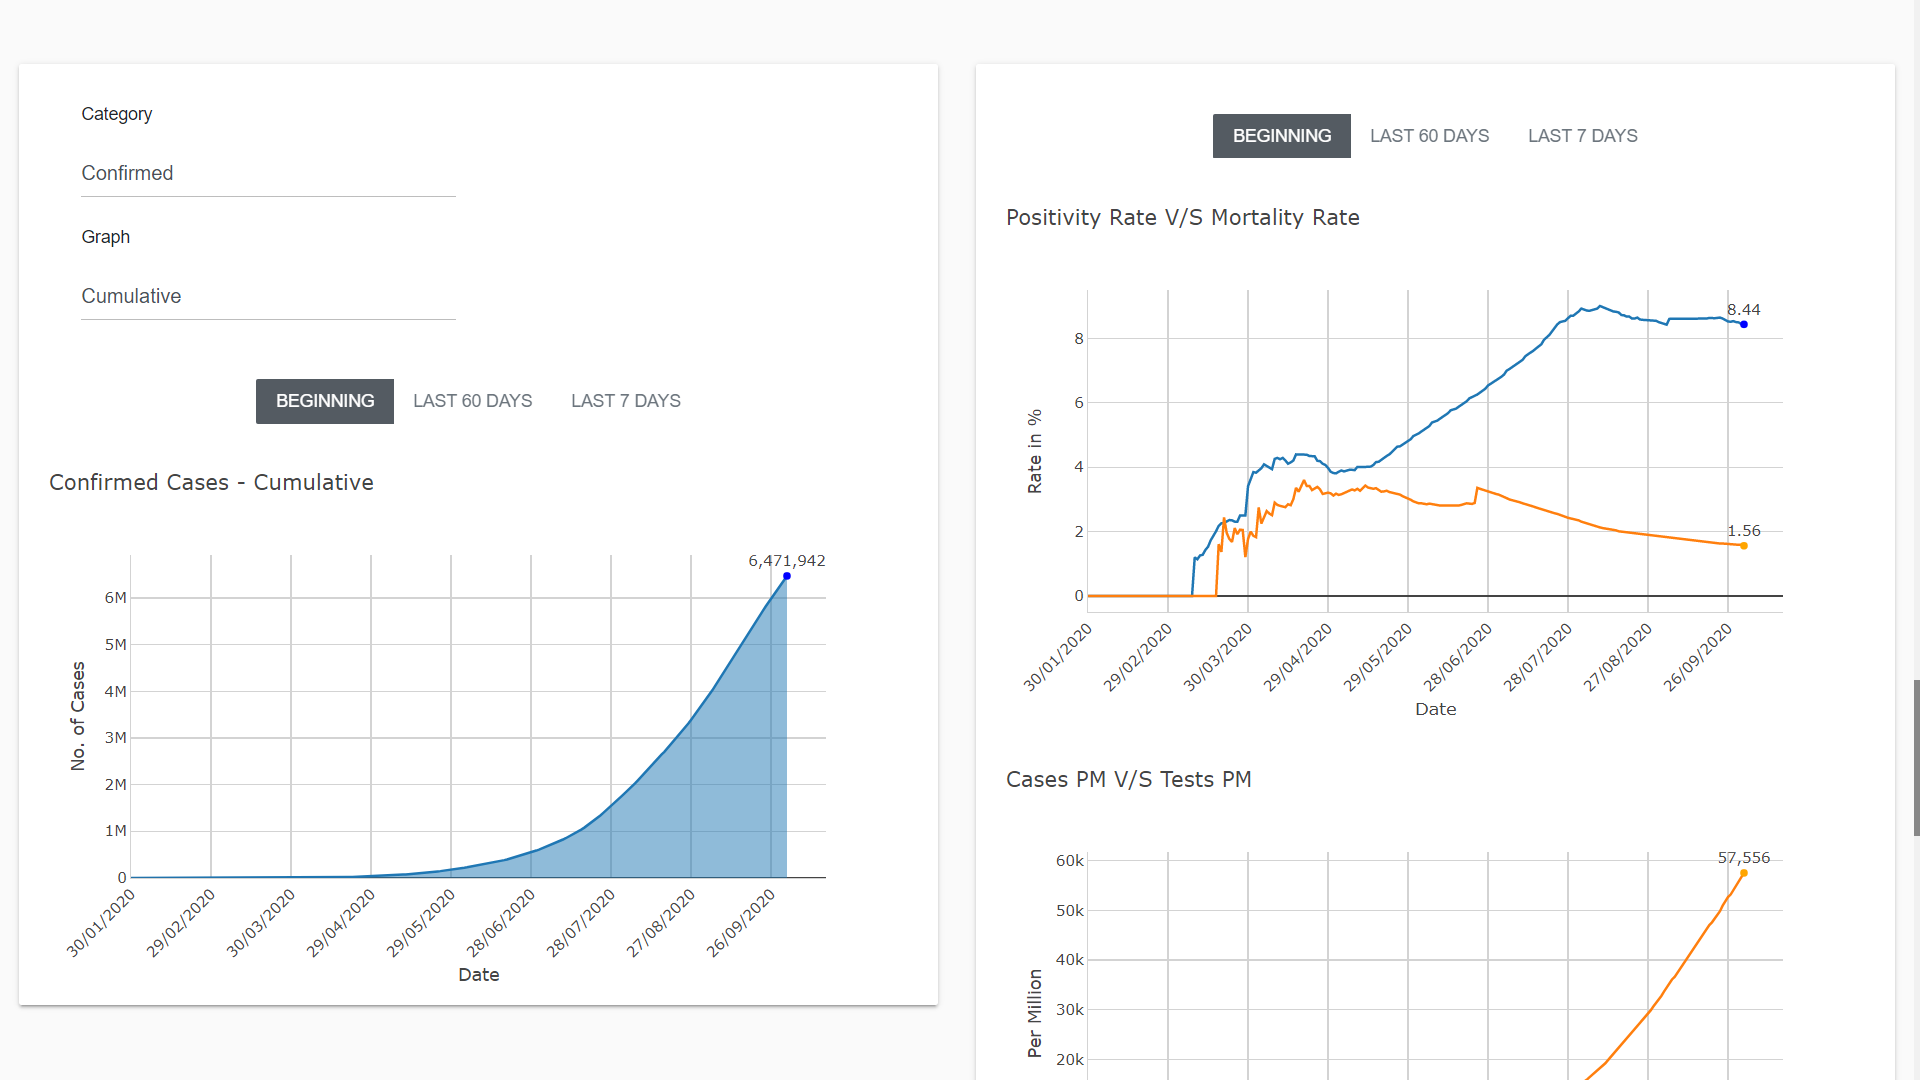 Category
Confirmed
Graph
Cumulative
BEGINNING LAST 60 DAYS LAST 7 DAYS
Confirmed Cases - Cumulative
6,471,942
6M
5M
4M
3M
2M
1M
0
No. of Cases
30/01/2020 29/02/2020 30/03/2020 29/04/2020 29/05/2020 28/06/2020 28/07/2020 27/08/2020 26/09/2020
Date
BEGINNING LAST 60 DAYS LAST 7 DAYS
Positivity Rate V/S Mortality Rate
8.44
8
6
4
2
0
1.56
Rate in %
30/01/2020 29/02/2020 30/03/2020 29/04/2020 29/05/2020 28/06/2020 28/07/2020 27/08/2020 26/09/2020
Date
Cases PM V/S Tests PM
57,556
60k
50k
40k
30k
20k
Per Million